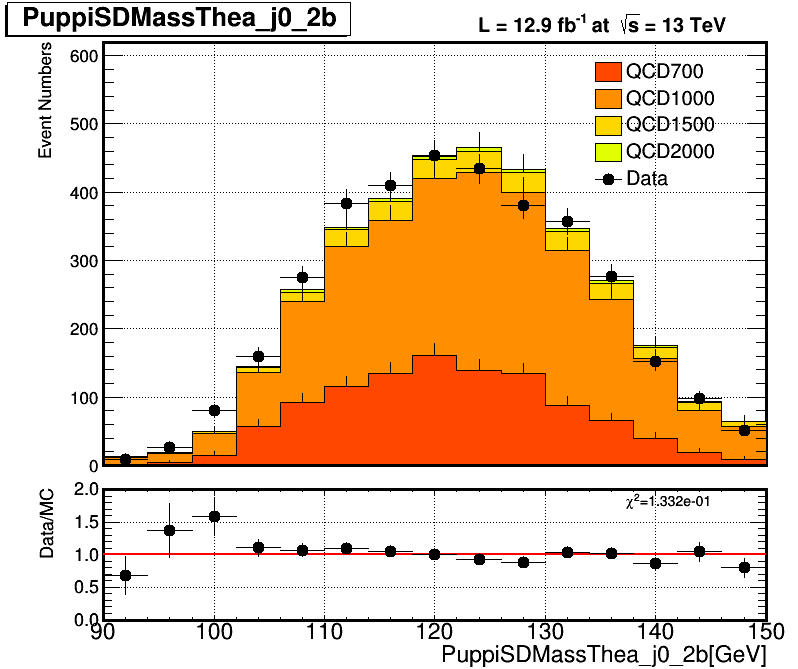 PuppiSDMassThea_j0_2b
L = 12.9 fb⁻¹ at √s = 13 TeV
Event Numbers
600
500
400
300
200
100
0
QCD700
QCD1000
QCD1500
QCD2000
Data
Data/MC
2.0
1.5
1.0
0.5
0.0
χ²=1.332e-01
90 100 110 120 130 140 150
PuppiSDMassThea_j0_2b[GeV]